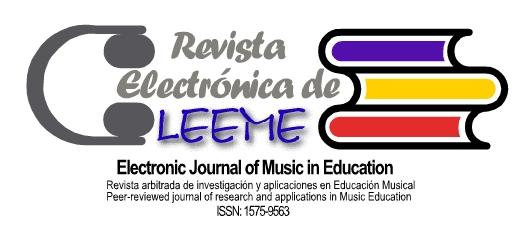 Revista
Electrónica de
LEEME
Electronic Journal of Music in Education
Revista arbitrada de investigación y aplicaciones en Educación Musical
Peer-reviewed journal of research and applications in Music Education
ISSN: 1575-9563